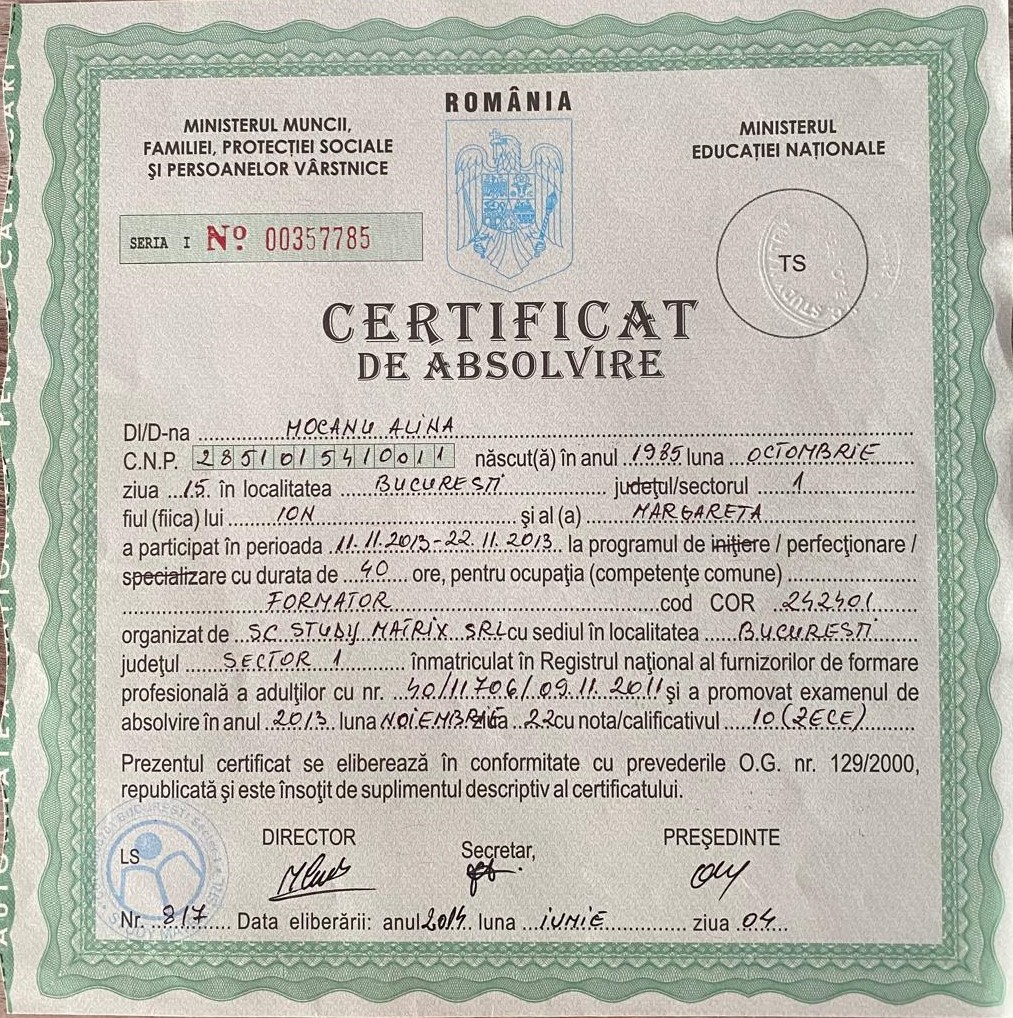 ROMÂNIA
MINISTERUL MUNCII,
FAMILIEI, PROTECȚIEI SOCIALE
ȘI PERSOANELOR VÂRSTNICE
MINISTERUL
EDUCAȚIEI NAȚIONALE
SERIA I Nº 00357785
TS
CERTIFICAT
DE ABSOLVIRE
Dl/D-na MOCANU ALINA
C.N.P. 2851015410011 născut(ă) în anul 1985 luna OCTOMBRIE
ziua 15. în localitatea BUCURESTI județul/sectorul 1
fiul (fiica) lui ION și al (a) MARGARETA
a participat în perioada 11.11.2013-22.11.2013 la programul de inițiere / perfecționare /
specializare cu durata de 40 ore, pentru ocupația (competențe comune)
FORMATOR cod COR 242401
organizat de SC STUDY MATRIX SRL cu sediul în localitatea BUCURESTI
județul SECTOR 1 înmatriculat în Registrul național al furnizorilor de formare
profesională a adulților cu nr. 40/11706/09.11.2011 și a promovat examenul de
absolvire în anul 2013 luna NOIEMBRIE ziua 22 cu nota/calificativul 10 (ZECE)
Prezentul certificat se eliberează în conformitate cu prevederile O.G. nr. 129/2000,
republicată și este însoțit de suplimentul descriptiv al certificatului.
DIRECTOR
Secretar,
PREȘEDINTE
LS
Nr. 817 Data eliberării: anul 2014 luna IUNIE ziua 04